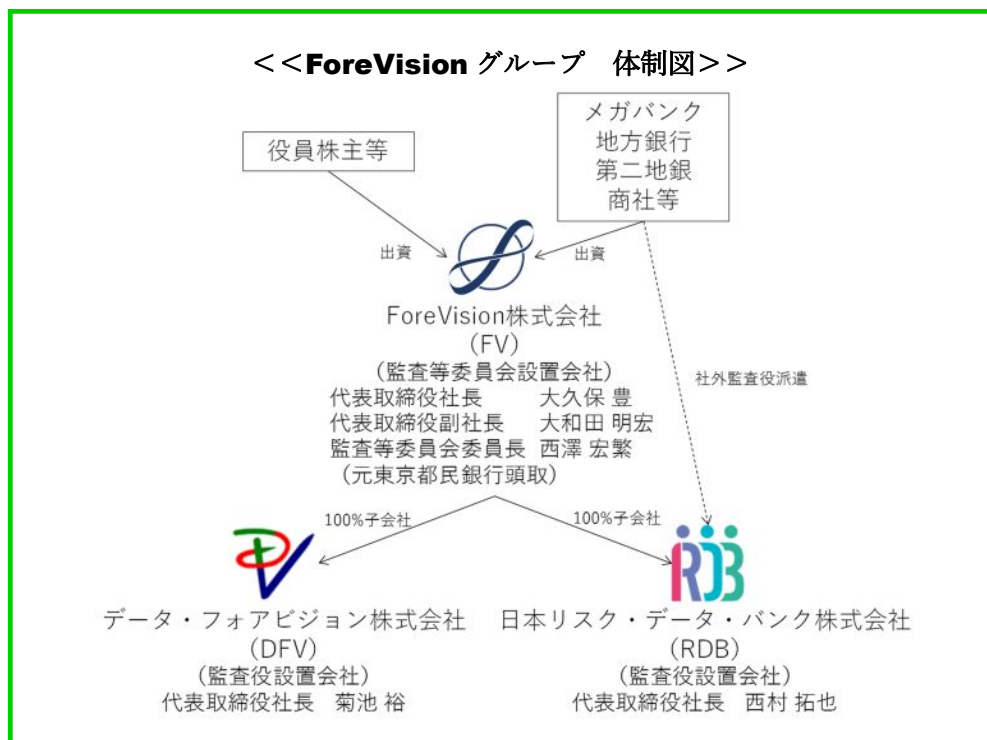 <<ForeVision グループ　体制図>>
役員株主等
メガバンク
地方銀行
第二地銀
商社等
出資
出資
社外監査役派遣
ForeVision株式会社
(FV)
(監査等委員会設置会社)
代表取締役社長　大久保 豊
代表取締役副社長　大和田 明宏
監査等委員会委員長　西澤 宏繁
(元東京都民銀行頭取)
100%子会社
100%子会社
DV
データ・フォアビジョン株式会社
(DFV)
(監査役設置会社)
代表取締役社長　菊池 裕
RDB
日本リスク・データ・バンク株式会社
(RDB)
(監査役設置会社)
代表取締役社長　西村 拓也